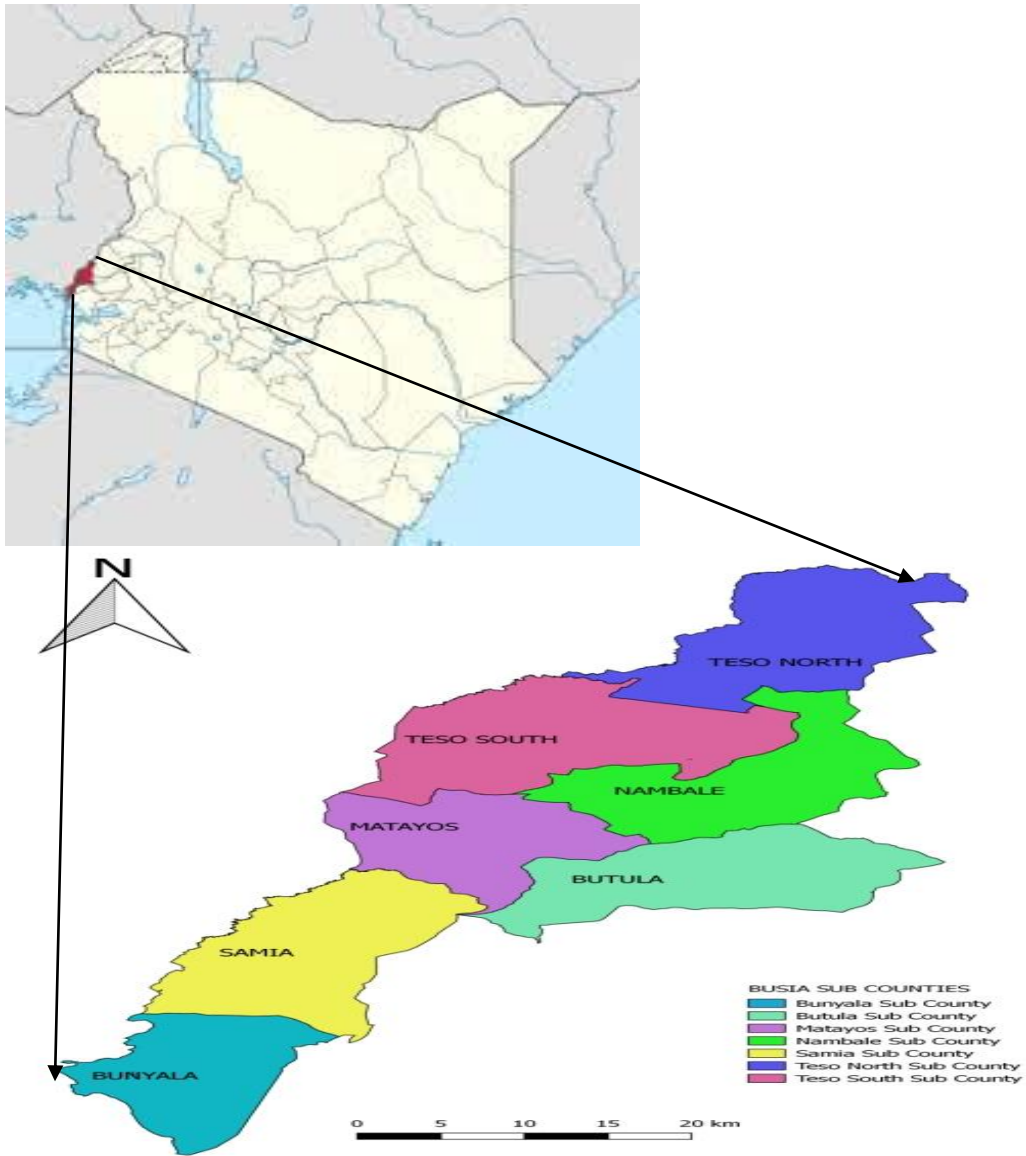 N
TESO NORTH
TESO SOUTH
NAMBALE
MATAYOS
BUTULA
SAMIA
BUNYALA
BUSIA SUB COUNTIES
Bunyala Sub County
Butula Sub County
Matayos Sub County
Nambale Sub County
Samia Sub County
Teso North Sub County
Teso South Sub County
0 5 10 15 20 km